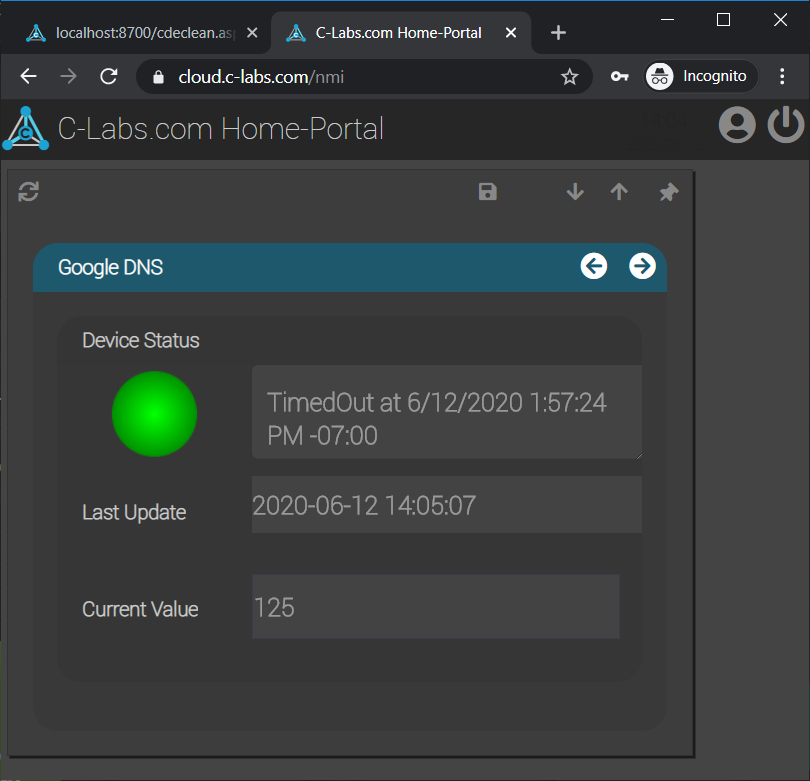 localhost:8700/cdeclean.asp
C-Labs.com Home-Portal
cloud.c-labs.com/nmi
Incognito
C
C-Labs.com Home-Portal
Google DNS
Device Status
TimedOut at 6/12/2020 1:57:24
PM -07:00
Last Update
2020-06-12 14:05:07
Current Value
125